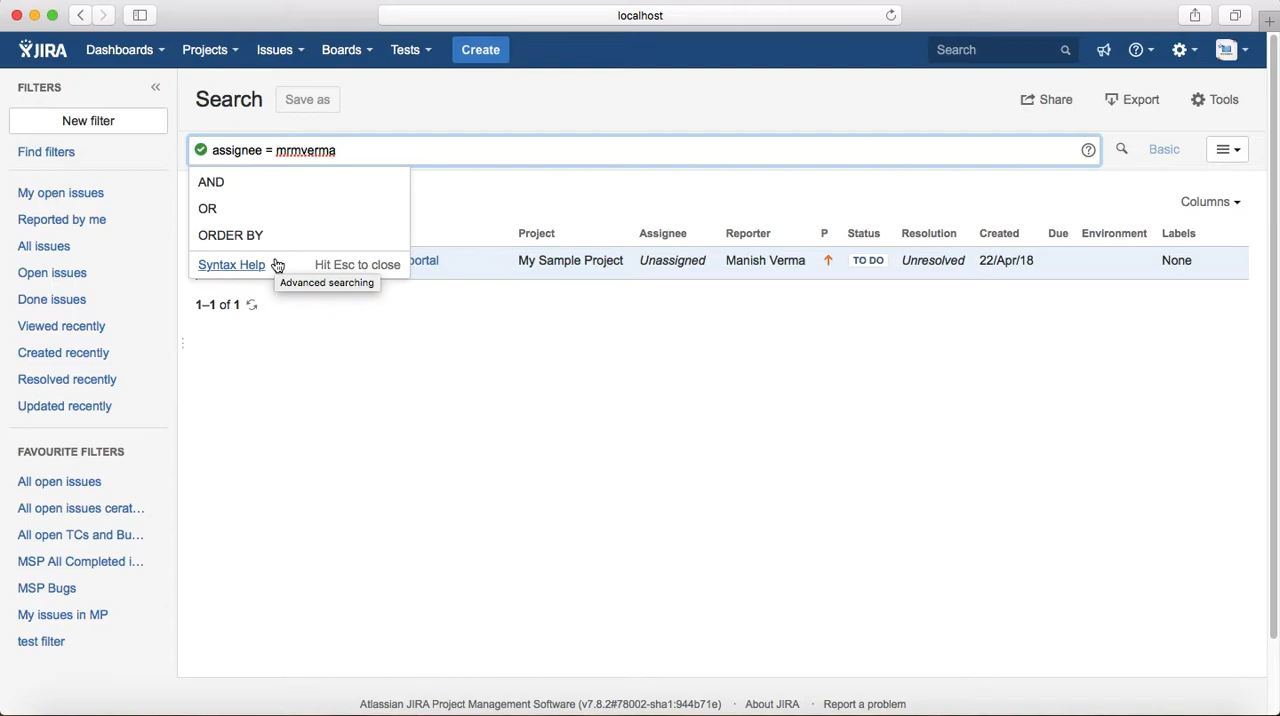 localhost
JIRA Dashboards Projects Issues Boards Tests Create Search
FILTERS
New filter
Find filters
My open issues
Reported by me
All issues
Open issues
Done issues
Viewed recently
Created recently
Resolved recently
Updated recently
FAVOURITE FILTERS
All open issues
All open issues cerat...
All open TCs and Bu...
MSP All Completed i...
MSP Bugs
My issues in MP
test filter
Search Save as Share Export Tools
assignee = mrmverma Basic
AND
OR
ORDER BY
Syntax Help Hit Esc to close
Advanced searching
Columns
Project Assignee Reporter P Status Resolution Created Due Environment Labels
portal My Sample Project Unassigned Manish Verma TO DO Unresolved 22/Apr/18 None
1–1 of 1
Atlassian JIRA Project Management Software (v7.8.2#78002-sha1:944b71e) · About JIRA · Report a problem